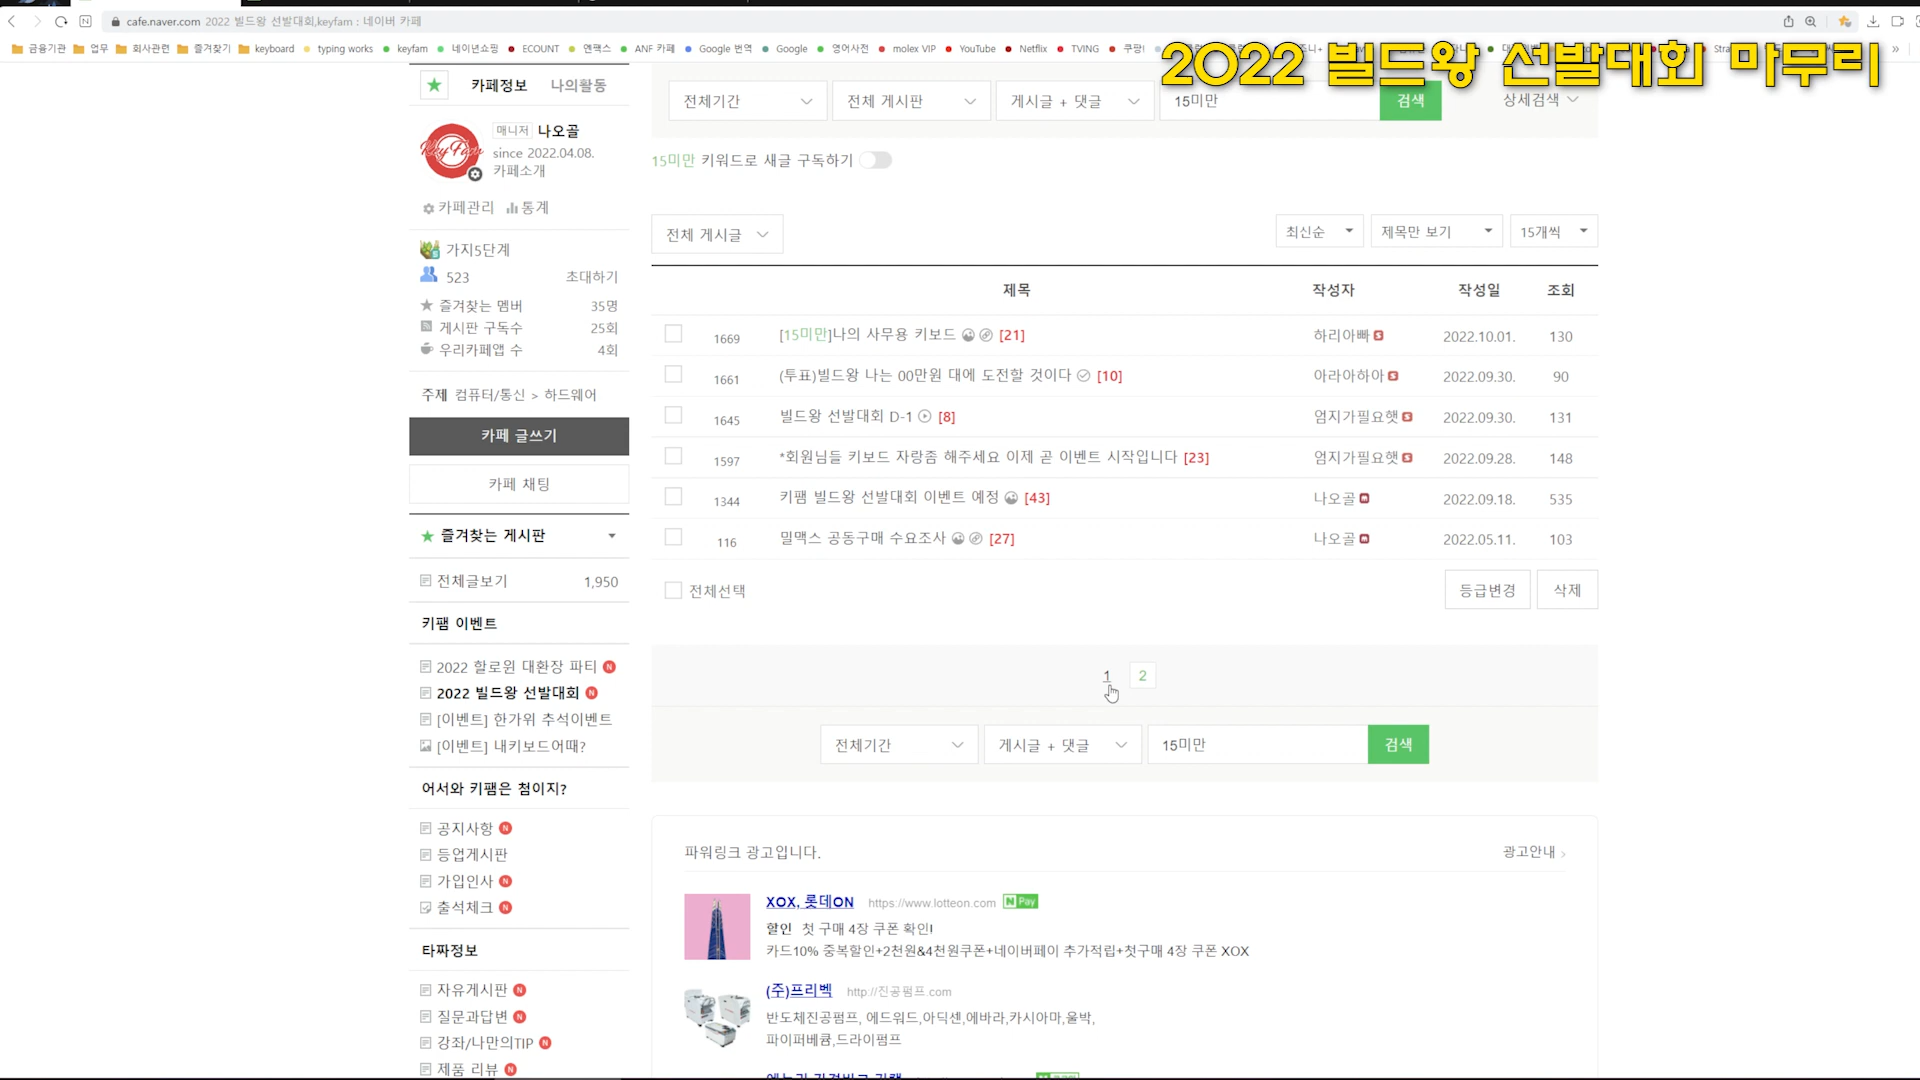 cafe.naver.com 2022 빌드왕 선발대회,keyfam : 네이버 카페
금융기관 업무 회사관련 즐겨찾기 keyboard typing works keyfam 네이년쇼핑 ECOUNT 엔팩스 ANF 카페 Google 번역 Google 영어사전 molex VIP YouTube Netflix TVING
2022 빌드왕 선발대회 마무리
카페정보 나의활동
매니저 나오골
since 2022.04.08.
카페소개
카페관리 통계
가지5단계
523 초대하기
즐겨찾는 멤버 35명
게시판 구독수 25회
우리카페앱 수 4회
주제 컴퓨터/통신 > 하드웨어
카페 글쓰기
카페 채팅
즐겨찾는 게시판
전체글보기 1,950
키팸 이벤트
2022 할로윈 대환장 파티 N
2022 빌드왕 선발대회 N
[이벤트] 한가위 추석이벤트
[이벤트] 내키보드어때?
어서와 키팸은 첨이지?
공지사항 N
등업게시판
가입인사 N
출석체크 N
타짜정보
자유게시판 N
질문과답변 N
강좌/나만의TIP N
제품 리뷰 N
전체기간 전체 게시판 게시글 + 댓글 15미만 검색 상세검색
15미만 키워드로 새글 구독하기
전체 게시글 최신순 제목만 보기 15개씩
제목 작성자 작성일 조회
1669 [15미만]나의 사무용 키보드 [21] 하리아빠 2022.10.01. 130
1661 (투표)빌드왕 나는 00만원 대에 도전할 것이다 [10] 아라아하아 2022.09.30. 90
1645 빌드왕 선발대회 D-1 [8] 엄지가필요햇 2022.09.30. 131
1597 *회원님들 키보드 자랑좀 해주세요 이제 곧 이벤트 시작입니다 [23] 엄지가필요햇 2022.09.28. 148
1344 키팸 빌드왕 선발대회 이벤트 예정 [43] 나오골 2022.09.18. 535
116 밀맥스 공동구매 수요조사 [27] 나오골 2022.05.11. 103
전체선택 등급변경 삭제
1 2
전체기간 게시글 + 댓글 15미만 검색
파워링크 광고입니다. 광고안내
XOX, 롯데ON https://www.lotteon.com N Pay
할인 첫 구매 4장 쿠폰 확인!
카드10% 중복할인+2천원&4천원쿠폰+네이버페이 추가적립+첫구매 4장 쿠폰 XOX
(주)프리벡 http://진공펌프.com
반도체진공펌프, 에드워드,아딕센,에바라,카시아마,울박,
파이퍼베큠,드라이펌프